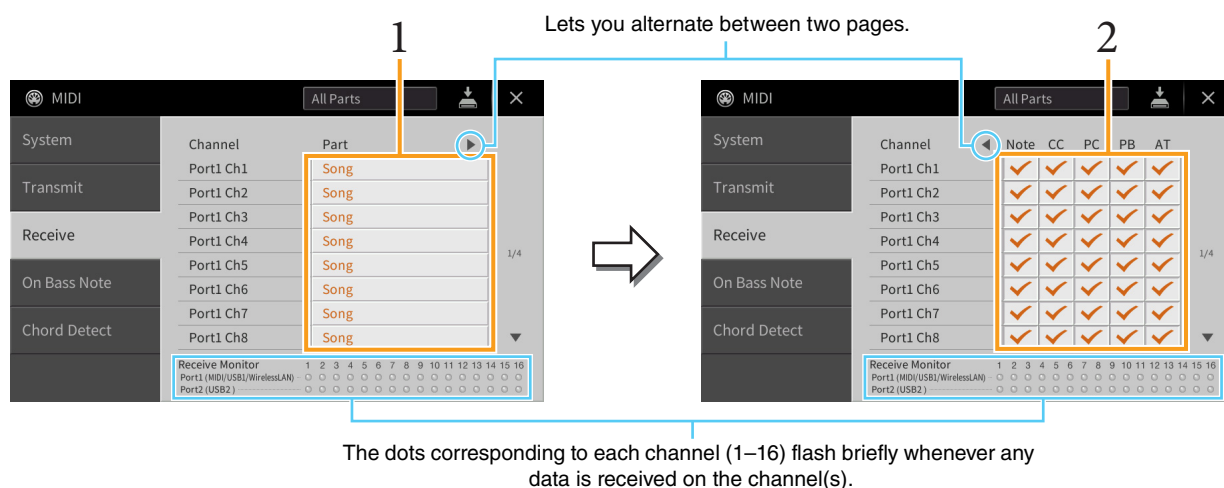 1
Lets you alternate between two pages.
2
MIDI
All Parts
System
Transmit
Receive
On Bass Note
Chord Detect
Channel Part
Port1 Ch1 Song
Port1 Ch2 Song
Port1 Ch3 Song
Port1 Ch4 Song
Port1 Ch5 Song
Port1 Ch6 Song
Port1 Ch7 Song
Port1 Ch8 Song
1/4
Receive Monitor 1 2 3 4 5 6 7 8 9 10 11 12 13 14 15 16
Port1 (MIDI/USB1/WirelessLAN)
Port2 (USB2)
MIDI
All Parts
System
Transmit
Receive
On Bass Note
Chord Detect
Channel Note CC PC PB AT
Port1 Ch1
Port1 Ch2
Port1 Ch3
Port1 Ch4
Port1 Ch5
Port1 Ch6
Port1 Ch7
Port1 Ch8
1/4
Receive Monitor 1 2 3 4 5 6 7 8 9 10 11 12 13 14 15 16
Port1 (MIDI/USB1/WirelessLAN)
Port2 (USB2)
The dots corresponding to each channel (1–16) flash briefly whenever any
data is received on the channel(s).